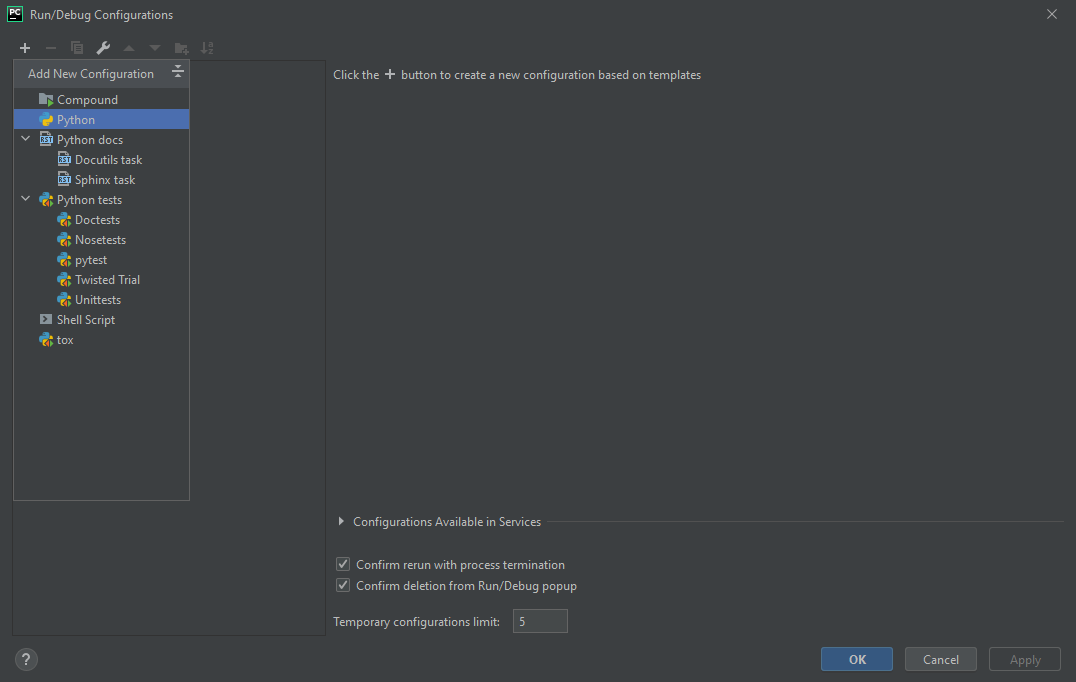 PC Run/Debug Configurations
Add New Configuration
Click the + button to create a new configuration based on templates
Compound
Python
RST Python docs
RST Docutils task
RST Sphinx task
Python tests
Doctests
Nosetests
pytest
Twisted Trial
Unittests
Shell Script
tox
Configurations Available in Services
Confirm rerun with process termination
Confirm deletion from Run/Debug popup
Temporary configurations limit: 5
? OK Cancel Apply